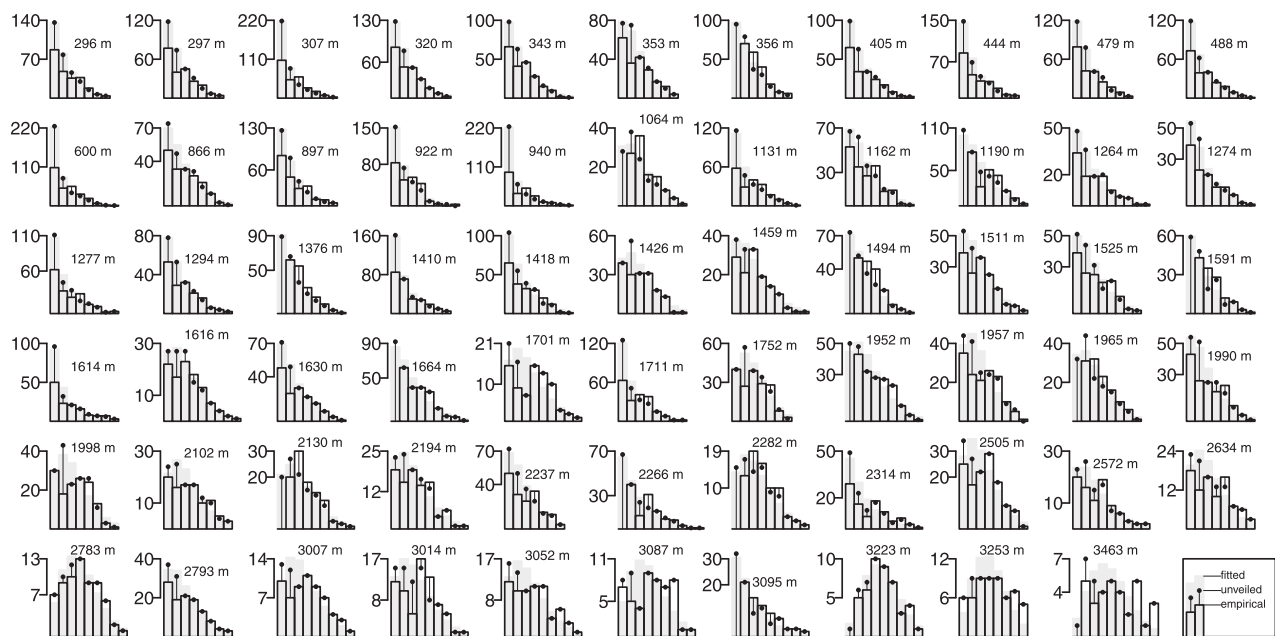 140 70 296 m 120 60 297 m 220 110 307 m 130 60 320 m 100 50 343 m 80 40 353 m 100 50 356 m 100 50 405 m 150 70 444 m 120 60 479 m 120 60 488 m
220 110 600 m 70 40 866 m 130 60 897 m 150 80 922 m 220 110 940 m 40 20 1064 m 120 60 1131 m 70 30 1162 m 110 50 1190 m 50 20 1264 m 50 30 1274 m
110 60 1277 m 80 40 1294 m 90 50 1376 m 160 80 1410 m 100 50 1418 m 60 30 1426 m 40 20 1459 m 70 40 1494 m 50 30 1511 m 50 30 1525 m 60 30 1591 m
100 50 1614 m 30 10 1616 m 70 40 1630 m 90 50 1664 m 21 10 1701 m 120 60 1711 m 60 30 1752 m 50 30 1952 m 40 20 1957 m 40 20 1965 m 50 30 1990 m
40 20 1998 m 30 10 2102 m 30 20 2130 m 25 12 2194 m 70 40 2237 m 70 30 2266 m 19 10 2282 m 50 20 2314 m 30 20 2505 m 30 10 2572 m 24 12 2634 m
13 7 2783 m 40 20 2793 m 14 7 3007 m 17 8 3014 m 17 8 3052 m 11 5 3087 m 30 20 3095 m 10 5 3223 m 12 6 3253 m 7 4 3463 m
fitted
unveiled
empirical